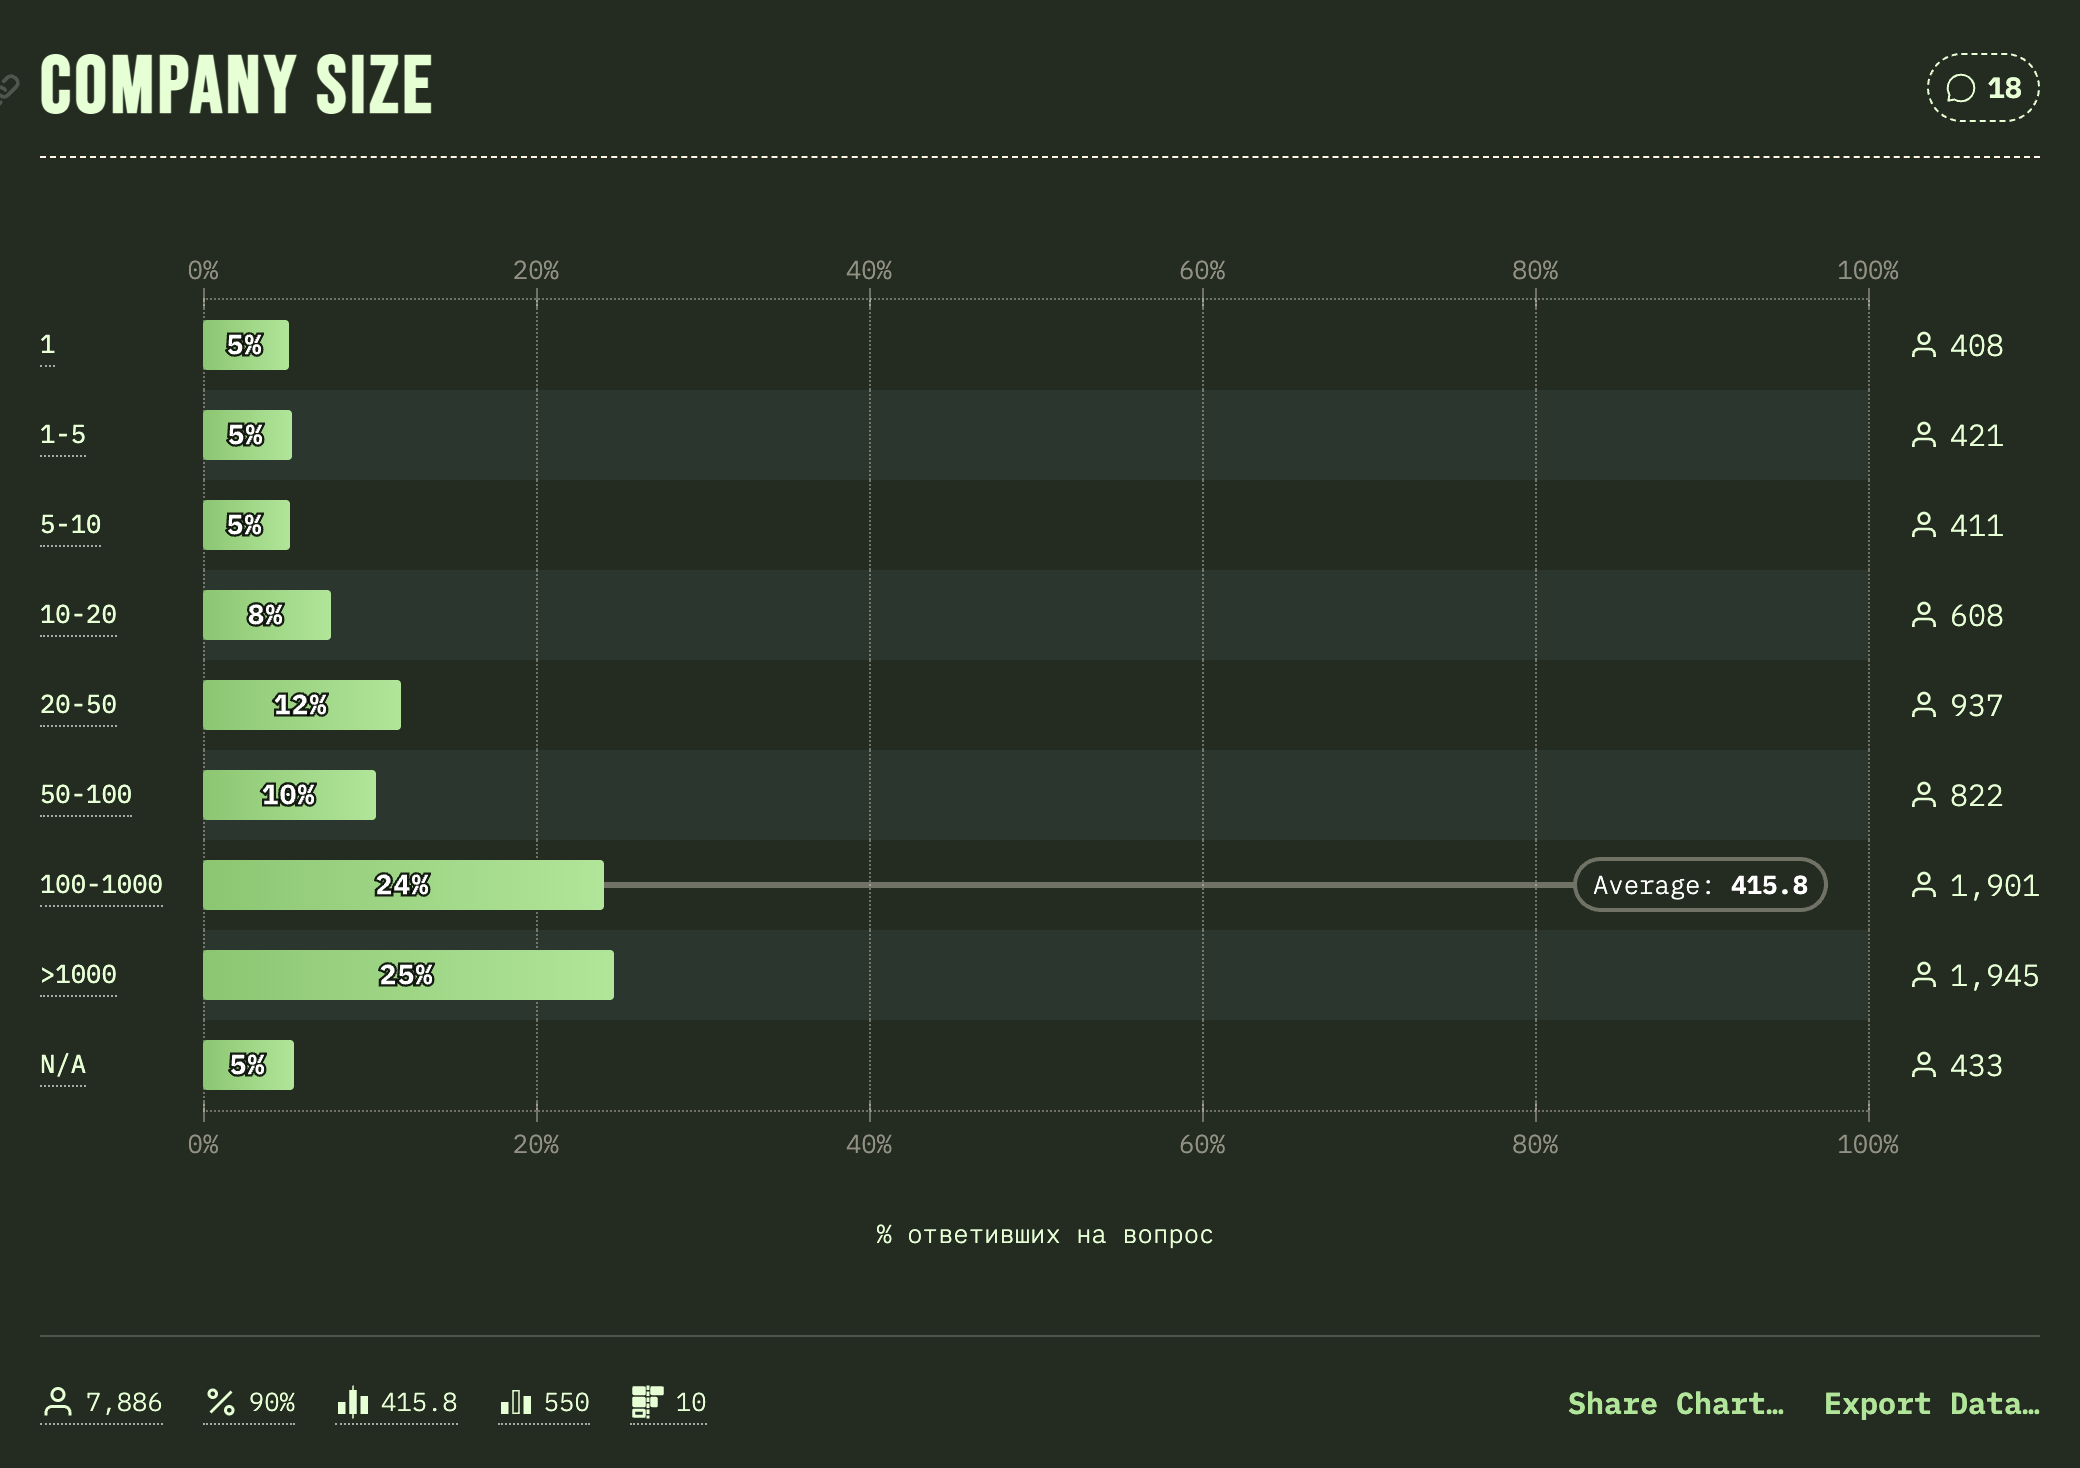 COMPANY SIZE
18
0% 20% 40% 60% 80% 100%
1 5% 408
1-5 5% 421
5-10 5% 411
10-20 8% 608
20-50 12% 937
50-100 10% 822
100-1000 24% Average: 415.8 1,901
>1000 25% 1,945
N/A 5% 433
0% 20% 40% 60% 80% 100%
% ответивших на вопрос
7,886 90% 415.8 550 10 Share Chart… Export Data…